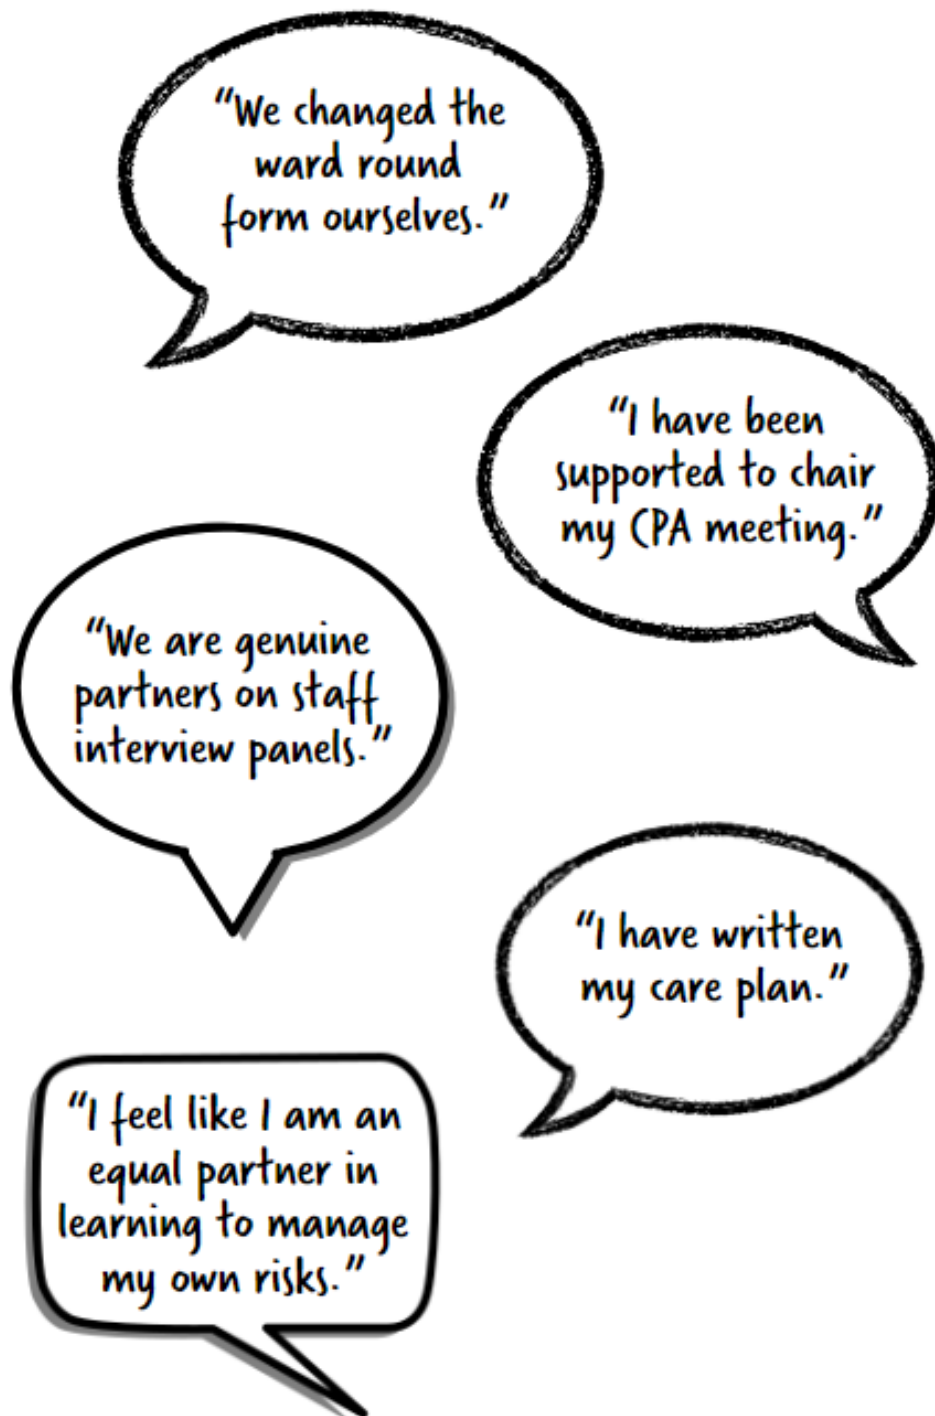 “We changed the
ward round
form ourselves.”
“I have been
supported to chair
my CPA meeting.”
“We are genuine
partners on staff
interview panels.”
“I have written
my care plan.”
“I feel like I am an
equal partner in
learning to manage
my own risks.”